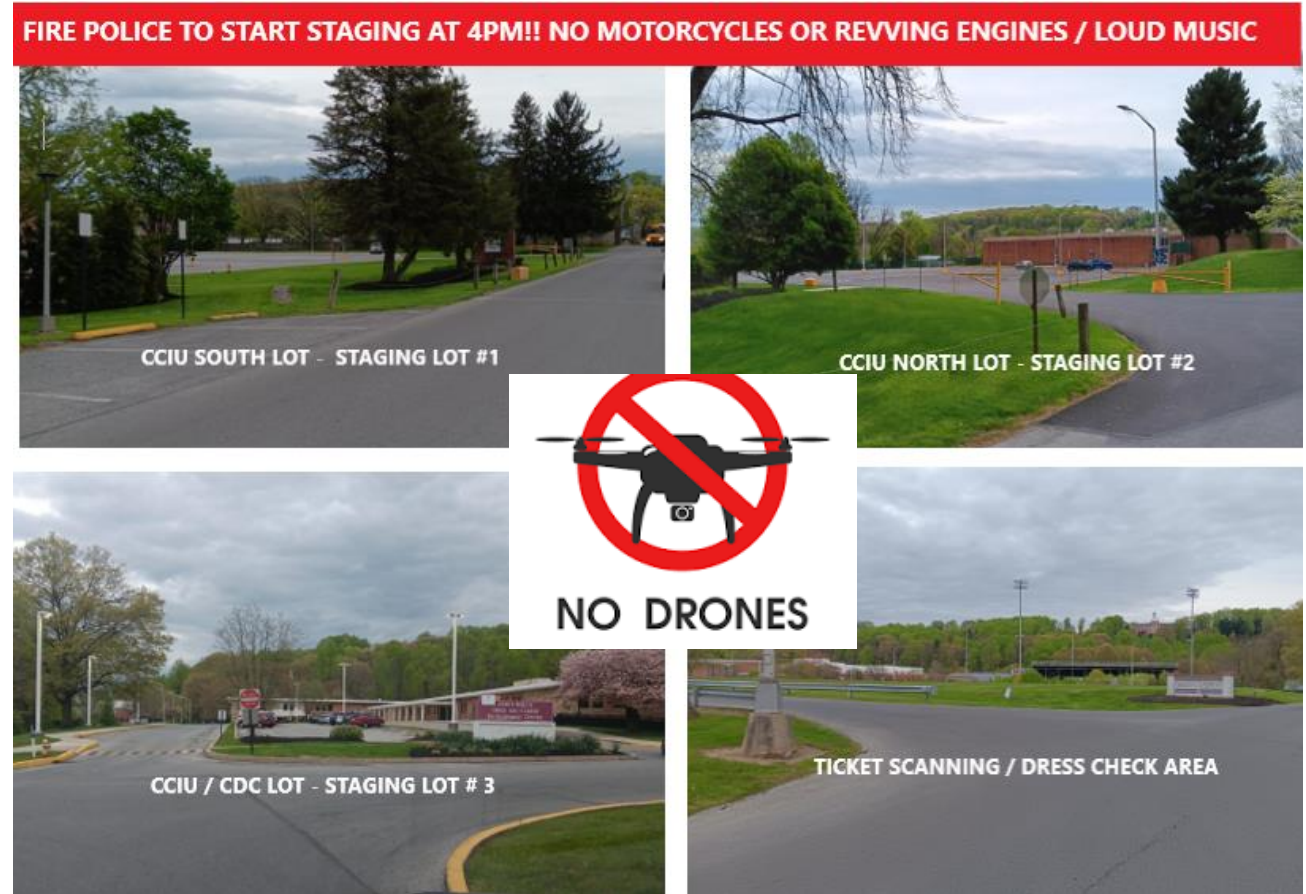 FIRE POLICE TO START STAGING AT 4PM!! NO MOTORCYCLES OR REVVING ENGINES / LOUD MUSIC
CCIU SOUTH LOT - STAGING LOT #1
CCIU NORTH LOT - STAGING LOT #2
NO DRONES
CCIU / CDC LOT - STAGING LOT # 3
TICKET SCANNING / DRESS CHECK AREA